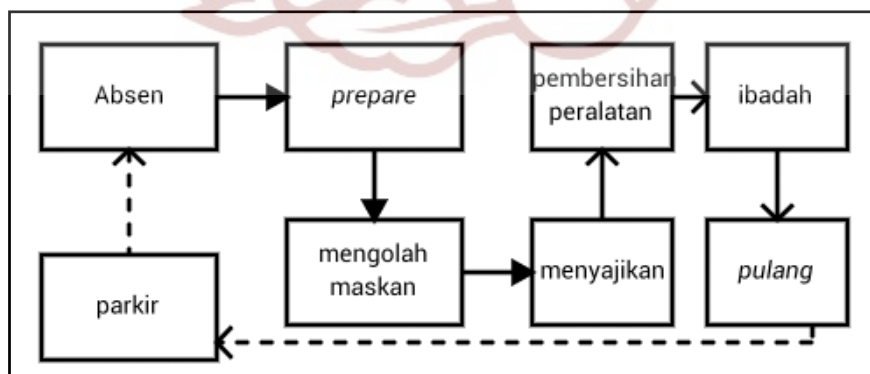 Absen
prepare
pembersihan
peralatan
ibadah
mengolah
maskan
menyajikan
pulang
parkir